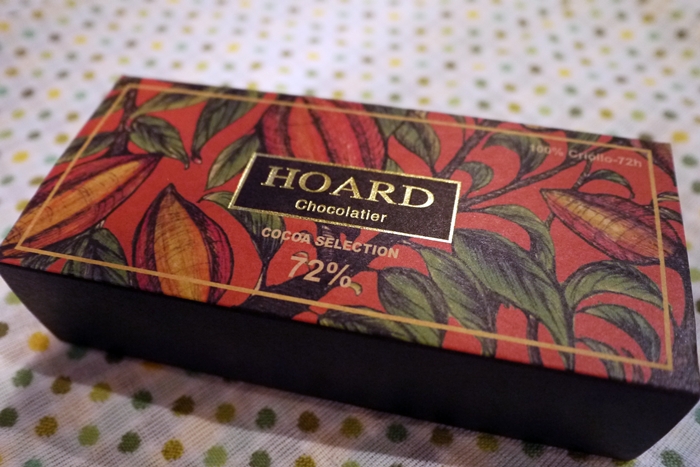 100% Criollo-72h
HOARD
Chocolatier
COCOA SELECTION
72%